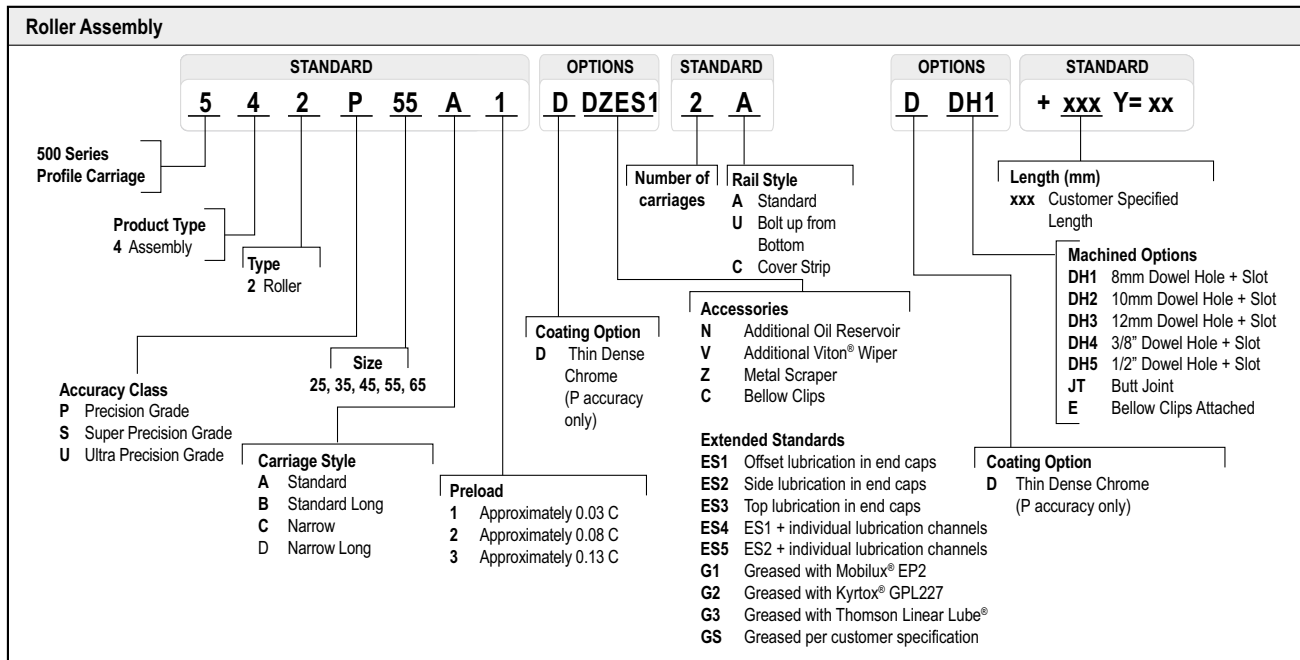 Roller Assembly
STANDARD
OPTIONS
STANDARD
OPTIONS
STANDARD
5 4 2 P 55 A 1
D DZES1
2 A
D DH1
+ xxx Y= xx
500 Series
Profile Carriage
Product Type
4 Assembly
Type
2 Roller
Accuracy Class
P Precision Grade
S Super Precision Grade
U Ultra Precision Grade
Size
25, 35, 45, 55, 65
Carriage Style
A Standard
B Standard Long
C Narrow
D Narrow Long
Preload
1 Approximately 0.03 C
2 Approximately 0.08 C
3 Approximately 0.13 C
Coating Option
D Thin Dense
Chrome
(P accuracy
only)
Number of
carriages
Rail Style
A Standard
U Bolt up from
Bottom
C Cover Strip
Accessories
N Additional Oil Reservoir
V Additional Viton® Wiper
Z Metal Scraper
C Bellow Clips
Extended Standards
ES1 Offset lubrication in end caps
ES2 Side lubrication in end caps
ES3 Top lubrication in end caps
ES4 ES1 + individual lubrication channels
ES5 ES2 + individual lubrication channels
G1 Greased with Mobilux® EP2
G2 Greased with Kyrtox® GPL227
G3 Greased with Thomson Linear Lube®
GS Greased per customer specification
Length (mm)
xxx Customer Specified
Length
Machined Options
DH1 8mm Dowel Hole + Slot
DH2 10mm Dowel Hole + Slot
DH3 12mm Dowel Hole + Slot
DH4 3/8” Dowel Hole + Slot
DH5 1/2” Dowel Hole + Slot
JT Butt Joint
E Bellow Clips Attached
Coating Option
D Thin Dense Chrome
(P accuracy only)